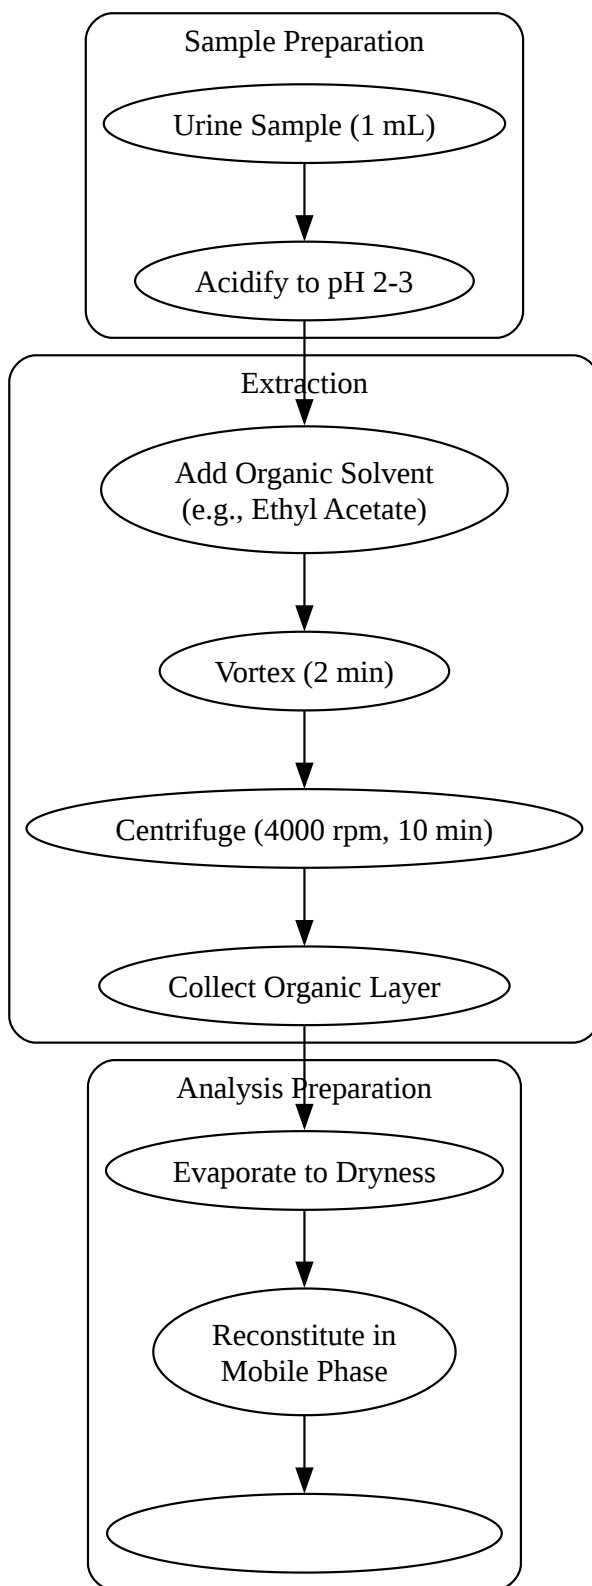 Sample Preparation
Urine Sample (1 mL)
Acidify to pH 2-3
Extraction
Add Organic Solvent
(e.g., Ethyl Acetate)
Vortex (2 min)
Centrifuge (4000 rpm, 10 min)
Collect Organic Layer
Analysis Preparation
Evaporate to Dryness
Reconstitute in
Mobile Phase